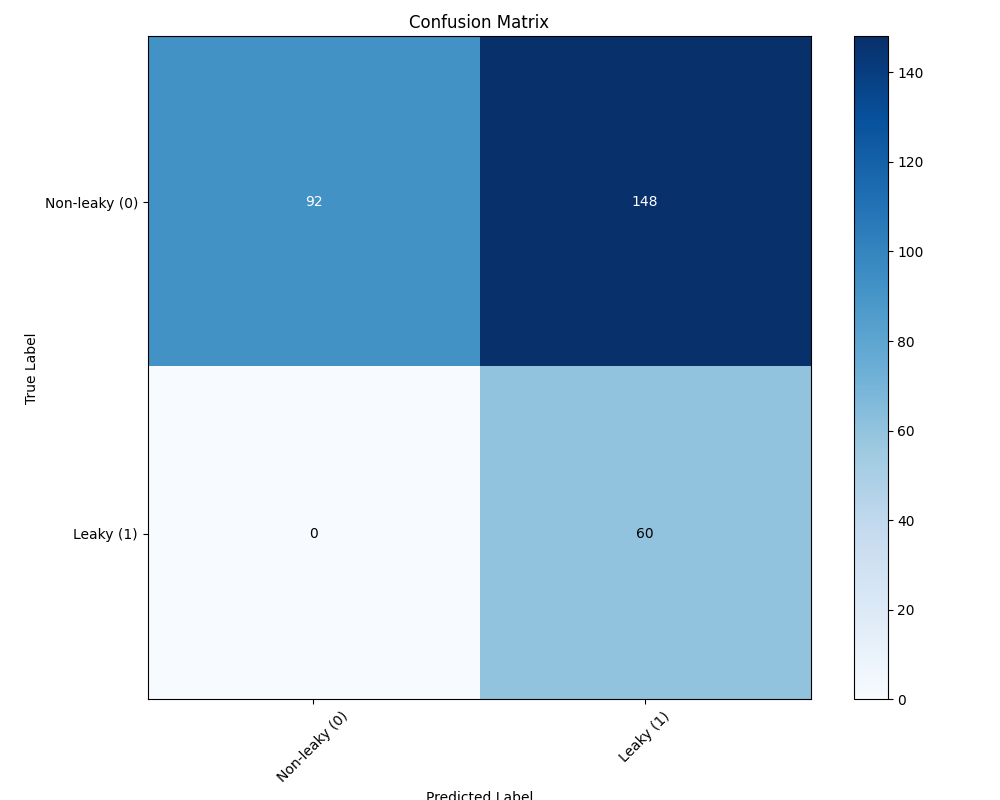 Confusion Matrix
140
120
100
80
60
40
20
0
Non-leaky (0)
92
148
True Label
Leaky (1)
0
60
Non-leaky (0)
Leaky (1)
Predicted Label